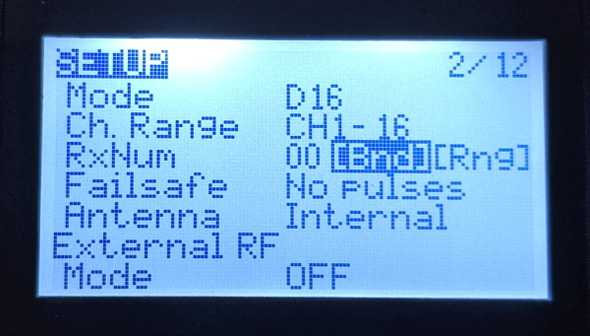 SETUP 2/12
Mode D16
Ch. Range CH1-16
RxNum 00 [Bnd] [Rng]
Failsafe No pulses
Antenna Internal
External RF
Mode OFF